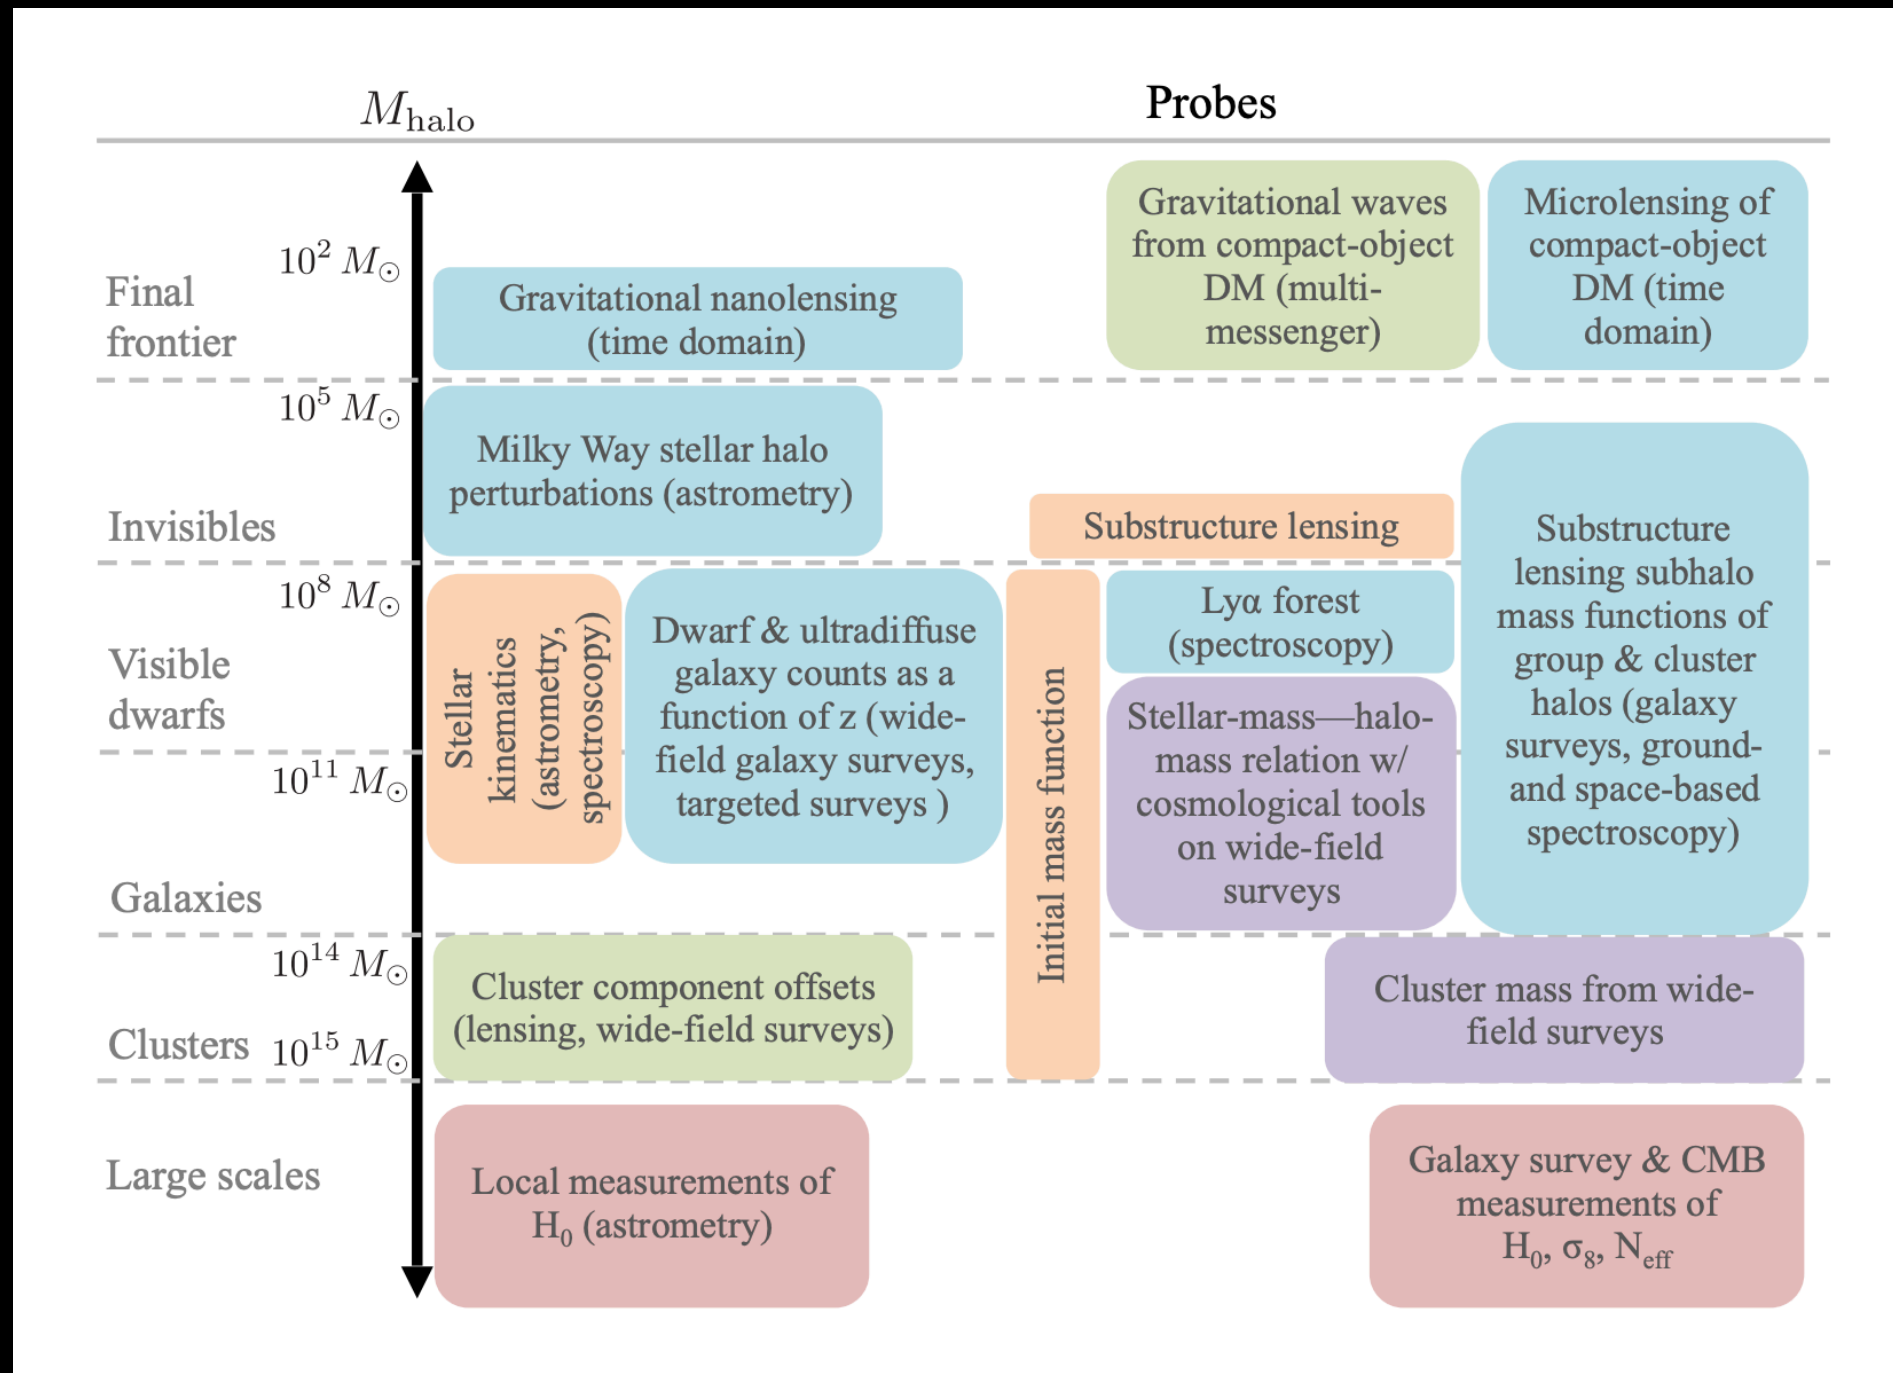 M_halo
Probes
Final
frontier
10² M☉
Gravitational nanolensing
(time domain)
Gravitational waves
from compact-object
DM (multi-
messenger)
Microlensing of
compact-object
DM (time
domain)
Invisibles
10⁵ M☉
Milky Way stellar halo
perturbations (astrometry)
Substructure lensing
Substructure
lensing subhalo
mass functions of
group & cluster
halos (galaxy
surveys, ground-
and space-based
spectroscopy)
Visible
dwarfs
10⁸ M☉
Stellar
kinematics
(astrometry,
spectroscopy)
Dwarf & ultradiffuse
galaxy counts as a
function of z (wide-
field galaxy surveys,
targeted surveys )
Initial mass function
Lyα forest
(spectroscopy)
Stellar-mass—halo-
mass relation w/
cosmological tools
on wide-field
surveys
10¹¹ M☉
Galaxies
10¹⁴ M☉
Clusters
10¹⁵ M☉
Cluster component offsets
(lensing, wide-field surveys)
Cluster mass from wide-
field surveys
Large scales
Local measurements of
H₀ (astrometry)
Galaxy survey & CMB
measurements of
H₀, σ₈, N_eff